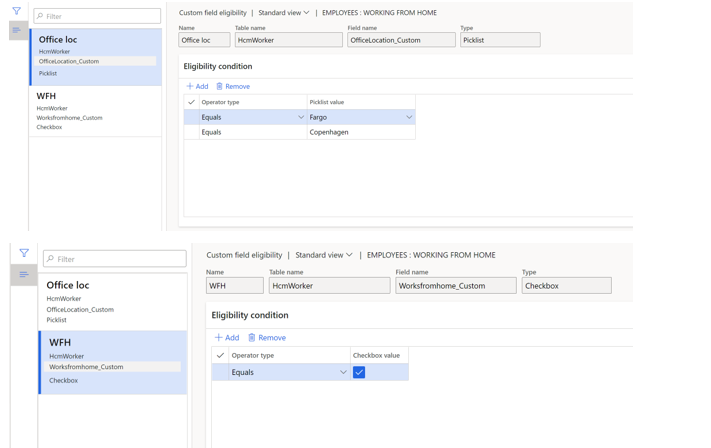 Filter
Office loc
HcmWorker
OfficeLocation_Custom
Picklist
WFH
HcmWorker
Worksfromhome_Custom
Checkbox
Custom field eligibility | Standard view | EMPLOYEES : WORKING FROM HOME
Name Table name Field name Type
Office loc HcmWorker OfficeLocation_Custom Picklist
Eligibility condition
Add Remove
Operator type Picklist value
Equals Fargo
Equals Copenhagen
Filter
Office loc
HcmWorker
OfficeLocation_Custom
Picklist
WFH
HcmWorker
Worksfromhome_Custom
Checkbox
Custom field eligibility | Standard view | EMPLOYEES : WORKING FROM HOME
Name Table name Field name Type
WFH HcmWorker Worksfromhome_Custom Checkbox
Eligibility condition
Add Remove
Operator type Checkbox value
Equals